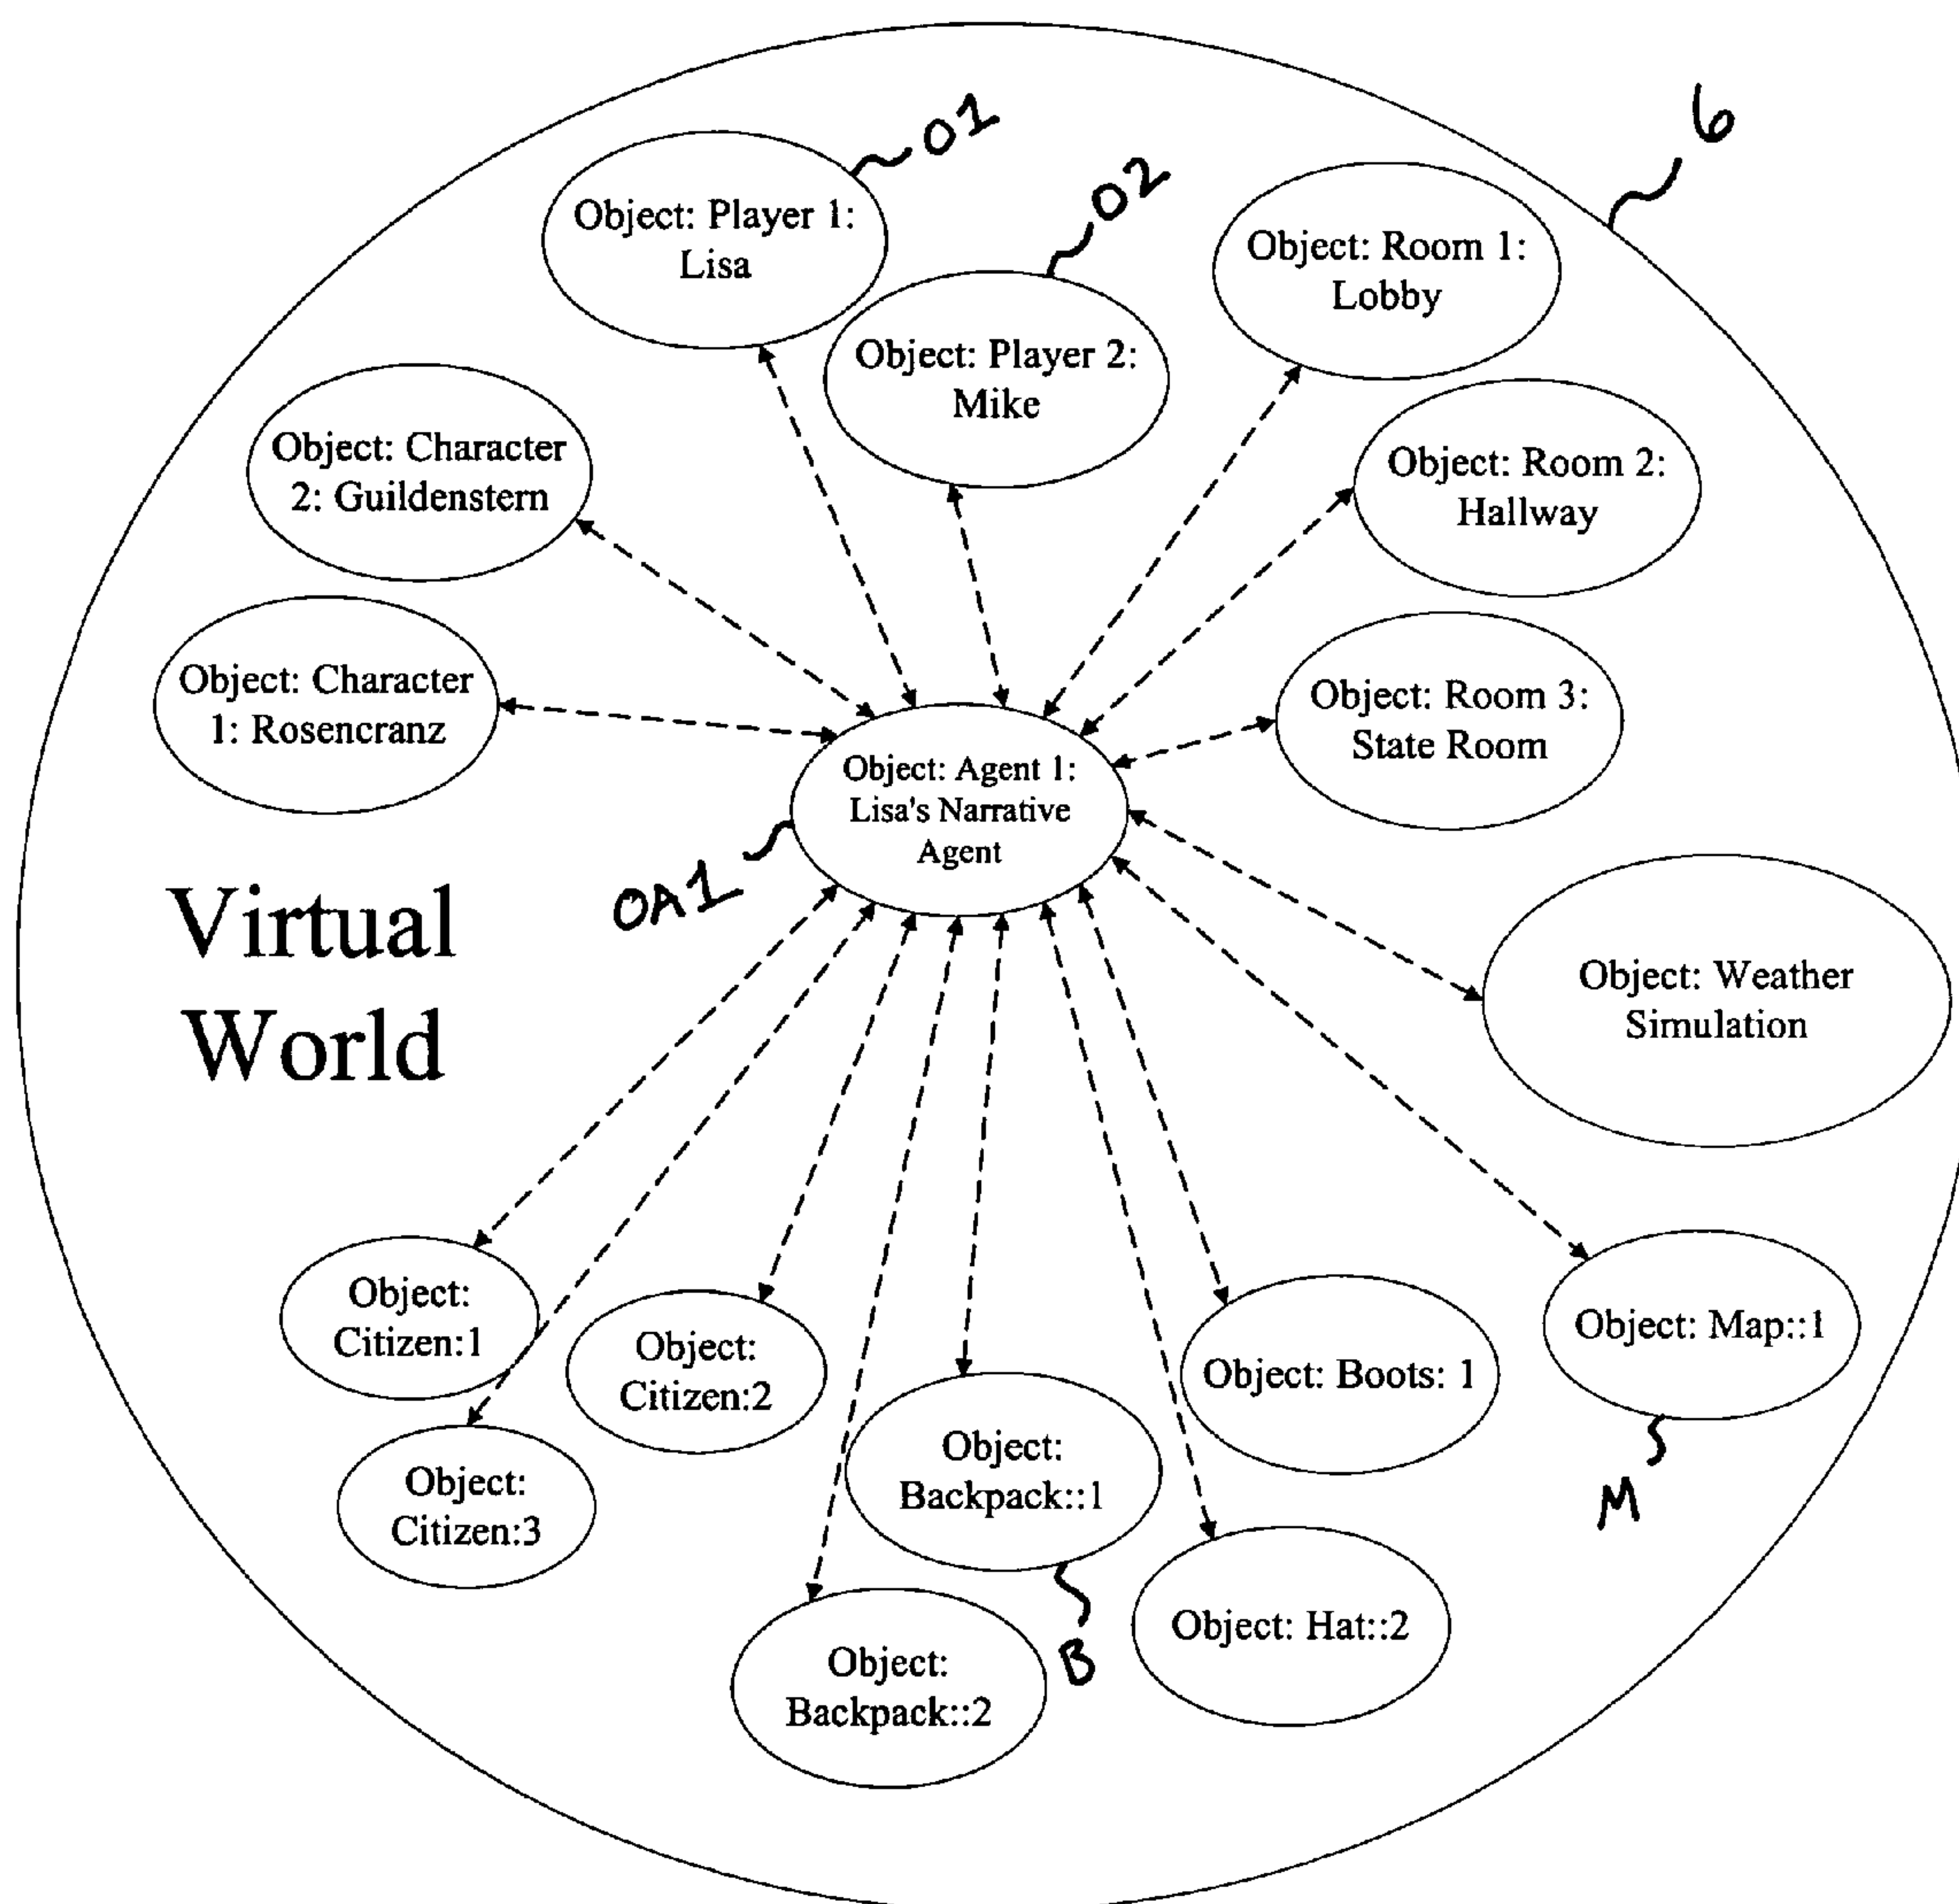 O1
6
O2
Object: Player 1:
Lisa
Object: Room 1:
Lobby
Object: Player 2:
Mike
Object: Character
2: Guildenstern
Object: Room 2:
Hallway
Object: Character
1: Rosencranz
Object: Room 3:
State Room
Object: Agent 1:
Lisa's Narrative
Agent
OA1
Virtual
World
Object: Weather
Simulation
Object:
Citizen:1
Object:
Citizen:2
Object: Boots: 1
Object: Map::1
Object:
Citizen:3
Object:
Backpack::1
M
Object:
Backpack::2
B
Object: Hat::2